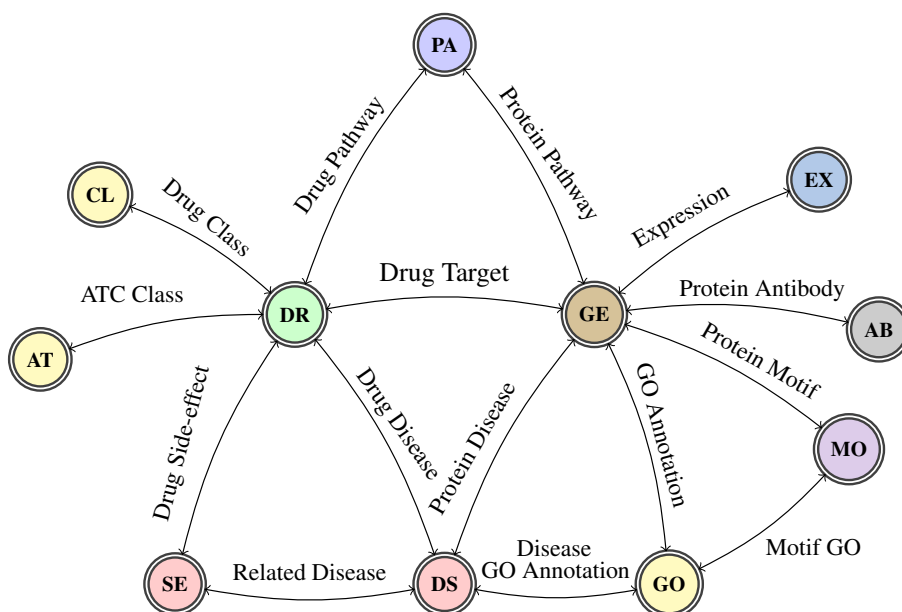 PA
Drug Pathway
Protein Pathway
CL
Drug Class
Expression
EX
ATC Class
Drug Target
Protein Antibody
AT
DR
GE
AB
Drug Side-effect
Drug Disease
Protein Disease
GO Annotation
Protein Motif
MO
SE
Related Disease
DS
Disease
GO Annotation
GO
Motif GO